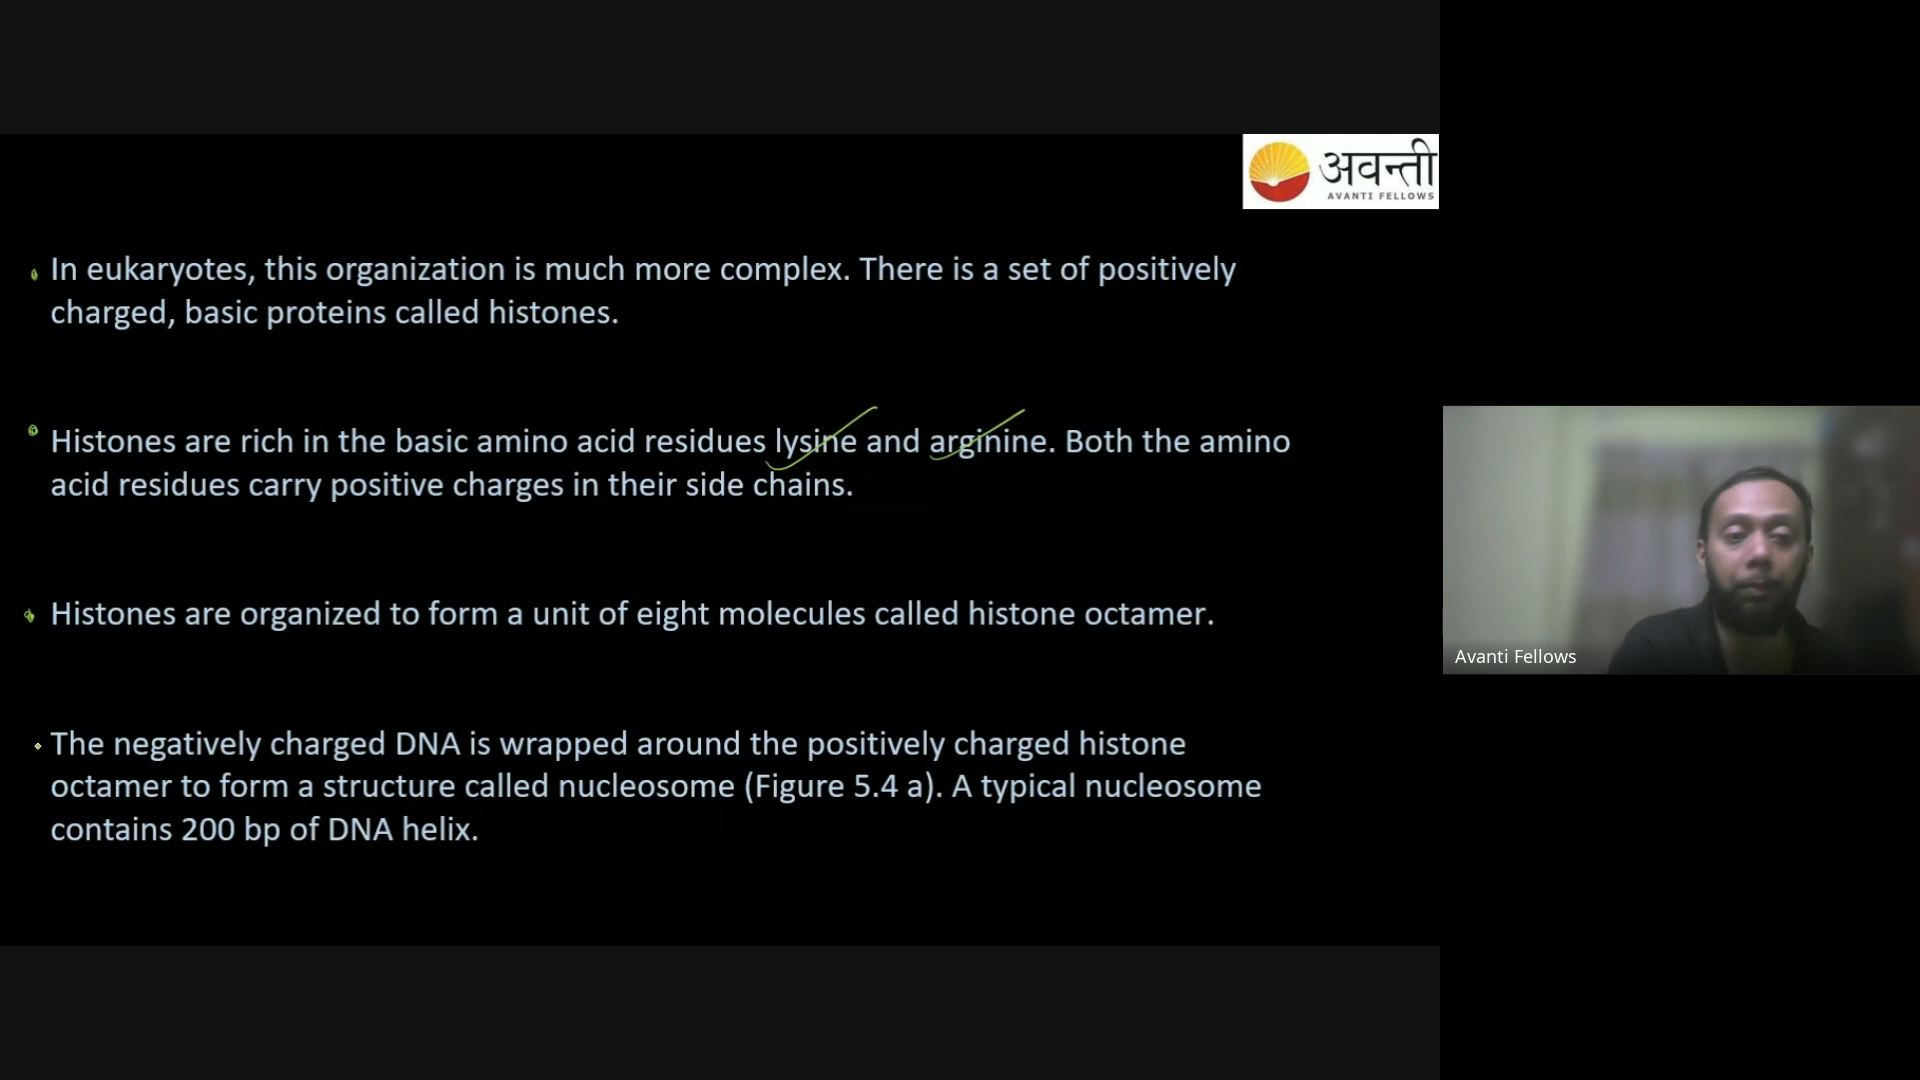 अवन्ती
AVANTI FELLOWS
In eukaryotes, this organization is much more complex. There is a set of positively
charged, basic proteins called histones.
Histones are rich in the basic amino acid residues lysine and arginine. Both the amino
acid residues carry positive charges in their side chains.
Histones are organized to form a unit of eight molecules called histone octamer.
The negatively charged DNA is wrapped around the positively charged histone
octamer to form a structure called nucleosome (Figure 5.4 a). A typical nucleosome
contains 200 bp of DNA helix.
Avanti Fellows